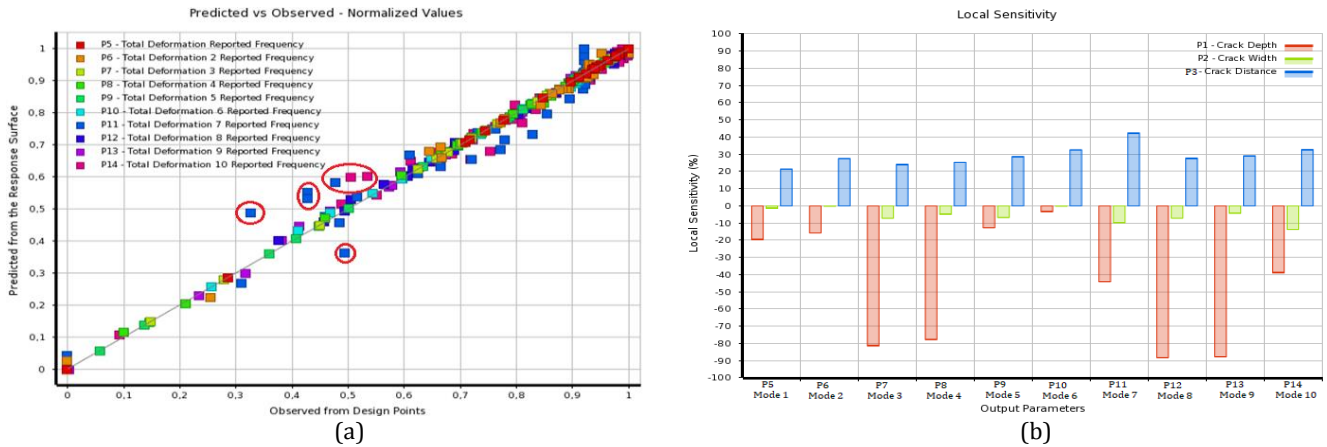 Predicted vs Observed - Normalized Values
P5 - Total Deformation Reported Frequency
P6 - Total Deformation 2 Reported Frequency
P7 - Total Deformation 3 Reported Frequency
P8 - Total Deformation 4 Reported Frequency
P9 - Total Deformation 5 Reported Frequency
P10 - Total Deformation 6 Reported Frequency
P11 - Total Deformation 7 Reported Frequency
P12 - Total Deformation 8 Reported Frequency
P13 - Total Deformation 9 Reported Frequency
P14 - Total Deformation 10 Reported Frequency
Predicted from the Response Surface
1
0,9
0,8
0,7
0,6
0,5
0,4
0,3
0,2
0,1
0
0 0,1 0,2 0,3 0,4 0,5 0,6 0,7 0,8 0,9 1
Observed from Design Points
(a)
Local Sensitivity
P1 - Crack Depth
P2 - Crack Width
P3 - Crack Distance
Local Sensitivity (%)
100
90
80
70
60
50
40
30
20
10
0
-10
-20
-30
-40
-50
-60
-70
-80
-90
-100
P5 P6 P7 P8 P9 P10 P11 P12 P13 P14
Mode 1 Mode 2 Mode 3 Mode 4 Mode 5 Mode 6 Mode 7 Mode 8 Mode 9 Mode 10
Output Parameters
(b)